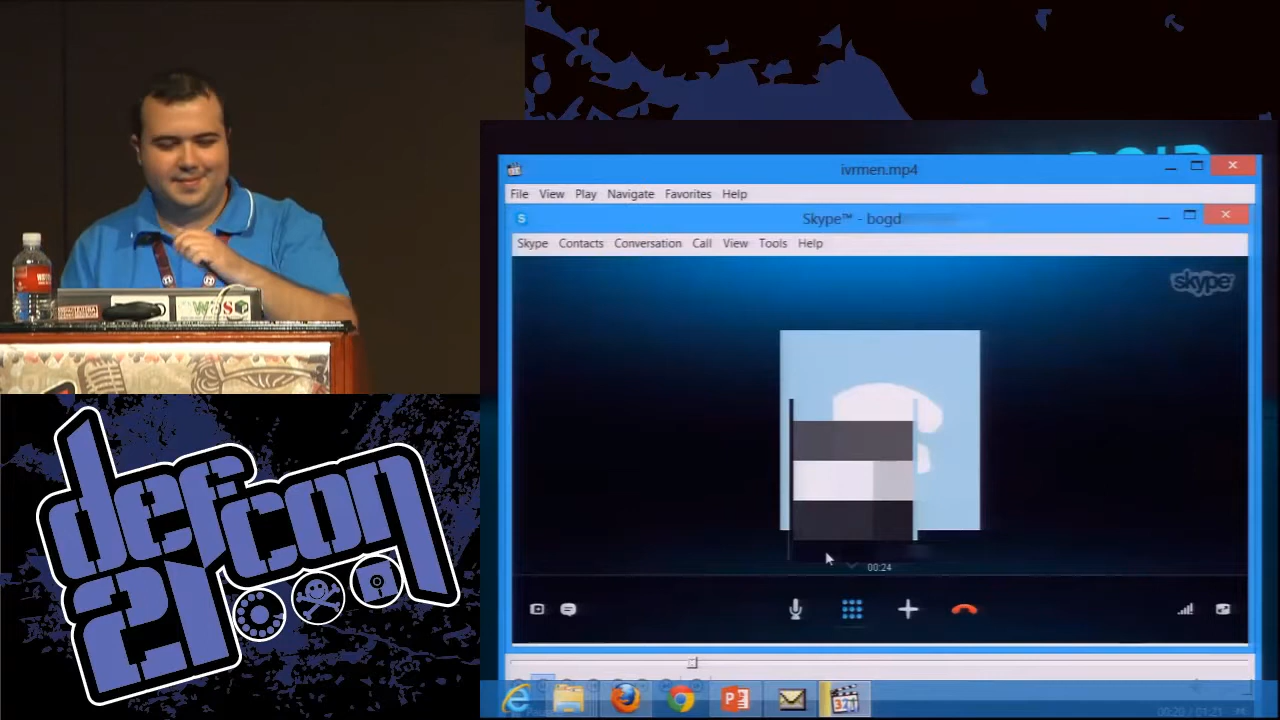 ivrmen.mp4
File View Play Navigate Favorites Help
Skype™ - bogd
Skype Contacts Conversation Call View Tools Help
skype
00:24
defcon
21